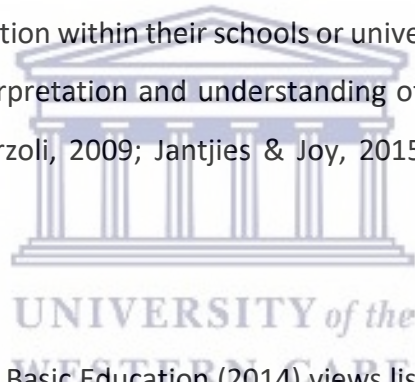 tion within their schools or unive
rpretation and understanding of
rzoli, 2009; Jantjies & Joy, 2015
UNIVERSITY of the
Basic Education (2014) views lis